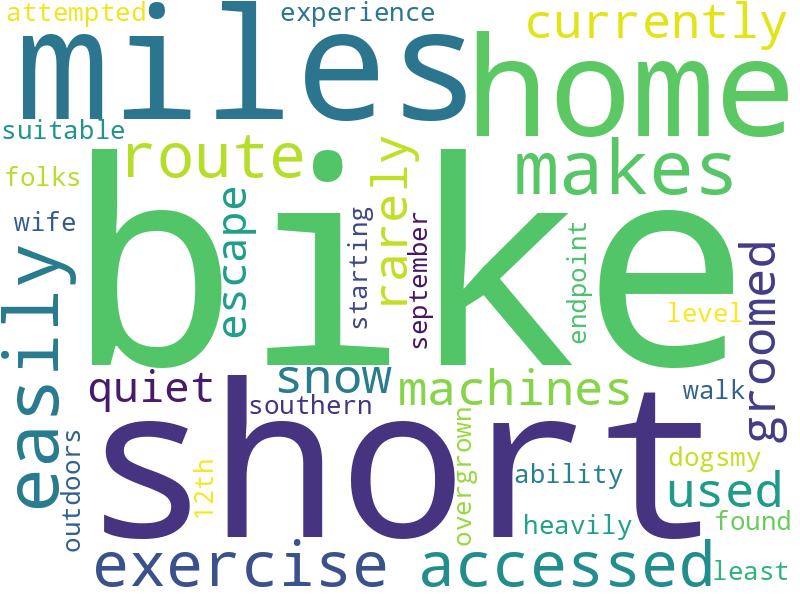 attempted
experience
currently
miles
home
suitable
route
rarely
makes
folks
bike
wife
escape
starting
september
endpoint
easily
groomed
level
quiet
snow
machines
walk
southern
short
outdoors
12th
overgrown
ability
dogsmy
used
heavily
found
exercise
accessed
least